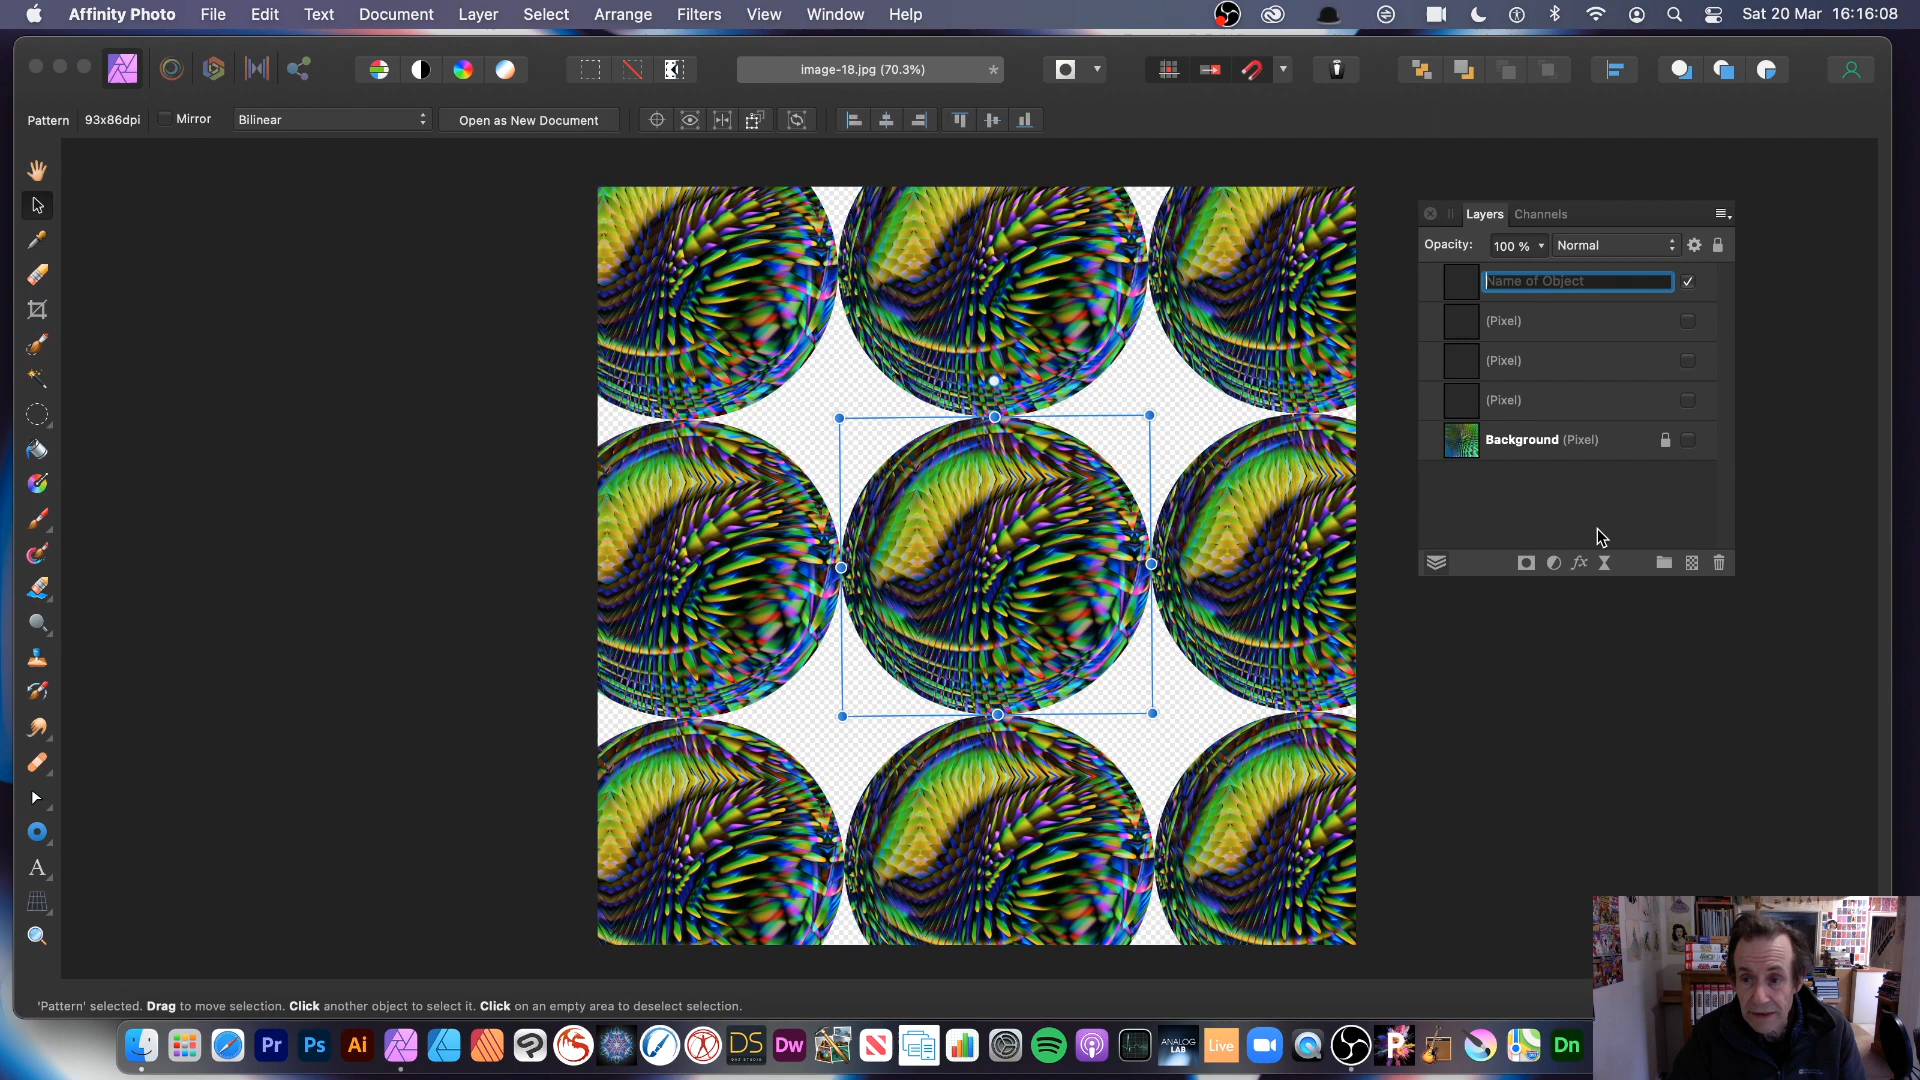 Affinity Photo File Edit Text Document Layer Select Arrange Filters View Window Help Sat 20 Mar 16:16:08
image-18.jpg (70.3%) *
Pattern 93x86dpi Mirror Bilinear Open as New Document
Layers Channels
Opacity: 100 % Normal
Name of Object
(Pixel)
(Pixel)
(Pixel)
Background (Pixel)
fx
A
'Pattern' selected. Drag to move selection. Click another object to select it. Click on an empty area to deselect selection.
Pr Ps Ai DS Dw ANALOG LAB Live P Dn